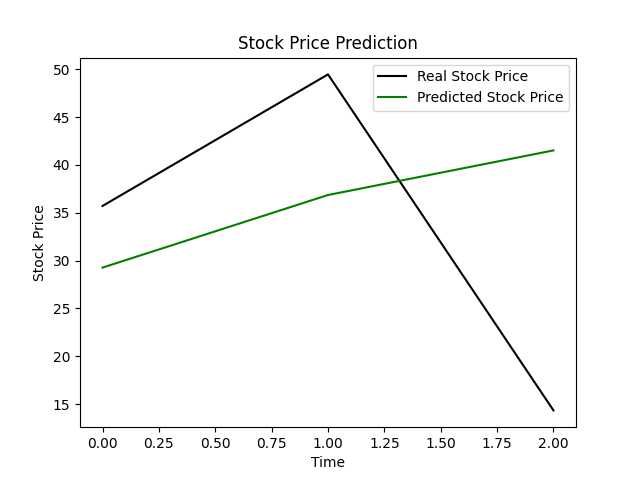 Stock Price Prediction
Real Stock Price
Predicted Stock Price
Stock Price
50
45
40
35
30
25
20
15
0.00 0.25 0.50 0.75 1.00 1.25 1.50 1.75 2.00
Time